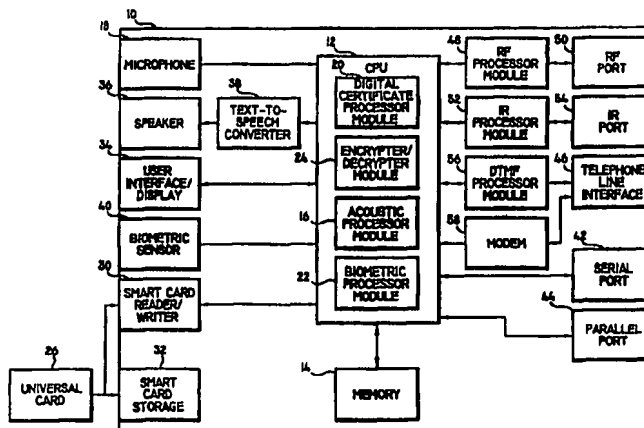 10
18
MICROPHONE
36
SPEAKER
38
TEXT-TO-
SPEECH
CONVERTER
34
USER
INTERFACE/
DISPLAY
40
BIOMETRIC
SENSOR
30
SMART CARD
READER/
WRITER
26
UNIVERSAL
CARD
32
SMART
CARD
STORAGE
12
CPU
20
DIGITAL
CERTIFICATE
PROCESSOR
MODULE
24
ENCRYPTER/
DECRYPTER
MODULE
16
ACOUSTIC
PROCESSOR
MODULE
22
BIOMETRIC
PROCESSOR
MODULE
14
MEMORY
48
RF
PROCESSOR
MODULE
50
RF
PORT
52
IR
PROCESSOR
MODULE
54
IR
PORT
56
DTMF
PROCESSOR
MODULE
46
TELEPHONE
LINE
INTERFACE
58
MODEM
42
SERIAL
PORT
44
PARALLEL
PORT